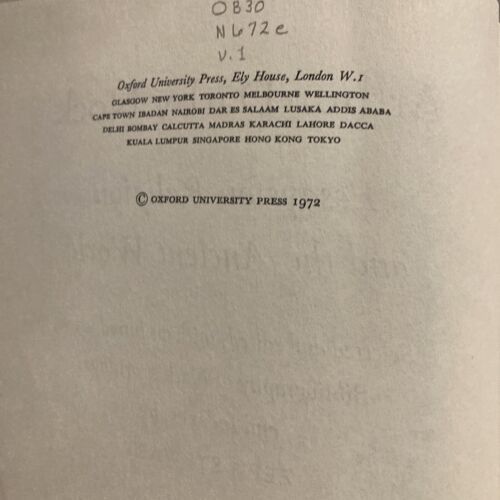 OB30
N672e
v.1
Oxford University Press, Ely House, London W.1
GLASGOW NEW YORK TORONTO MELBOURNE WELLINGTON
CAPE TOWN IBADAN NAIROBI DAR ES SALAAM LUSAKA ADDIS ABABA
DELHI BOMBAY CALCUTTA MADRAS KARACHI LAHORE DACCA
KUALA LUMPUR SINGAPORE HONG KONG TOKYO
© OXFORD UNIVERSITY PRESS 1972